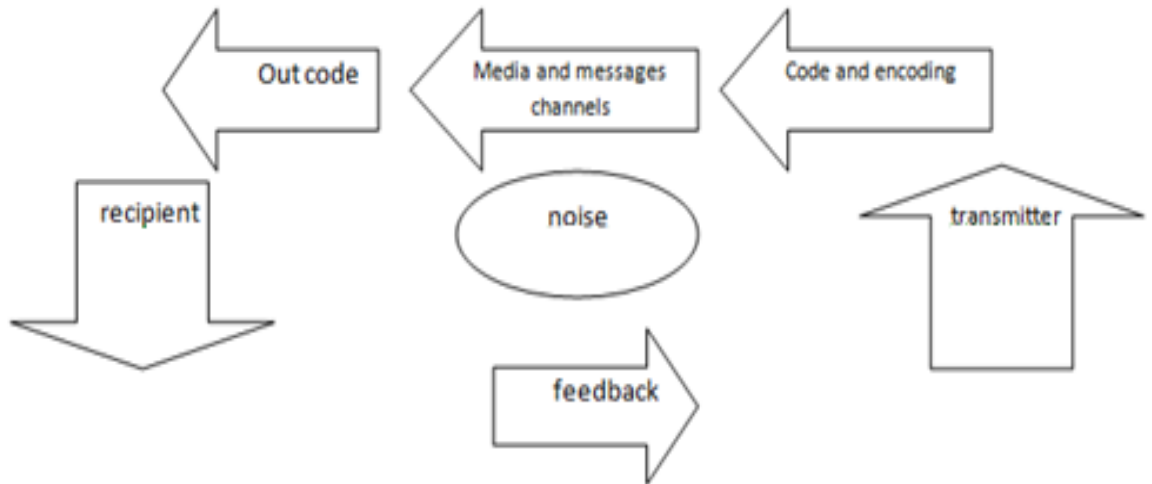 Out code
Media and messages
channels
Code and encoding
recipient
noise
transmitter
feedback